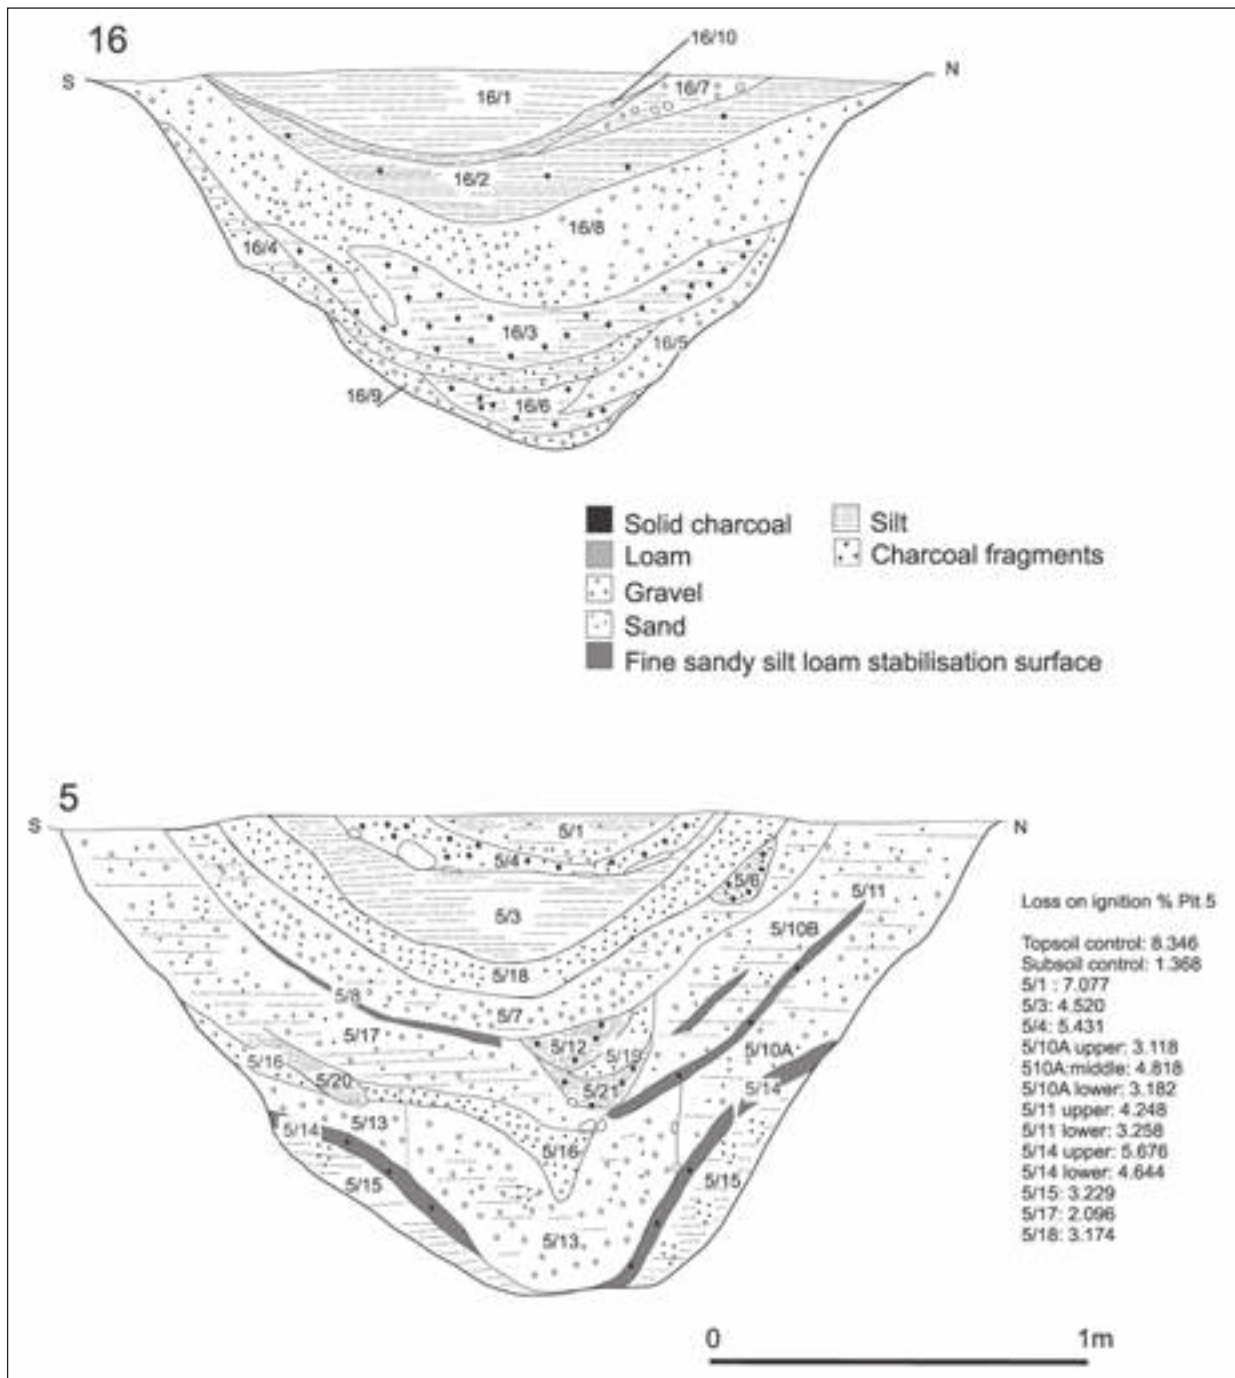 16
S
N
16/10
16/7
16/1
16/2
16/8
16/4
16/3
16/5
16/9
16/6
Solid charcoal
Silt
Loam
Charcoal fragments
Gravel
Sand
Fine sandy silt loam stabilisation surface
5
S
N
5/1
5/4
5/6
5/11
5/3
5/10B
5/18
5/8
5/7
5/17
5/12
5/19
5/10A
5/16
5/20
5/21
5/14
5/13
5/14
5/16
5/15
5/15
5/13
Loss on ignition % Pit 5
Topsoil control: 8.346
Subsoil control: 1.368
5/1 : 7.077
5/3: 4.520
5/4: 5.431
5/10A upper: 3.118
510A:middle: 4.818
5/10A lower: 3.182
5/11 upper: 4.248
5/11 lower: 3.258
5/14 upper: 5.676
5/14 lower: 4.644
5/15: 3.229
5/17: 2.096
5/18: 3.174
0
1m